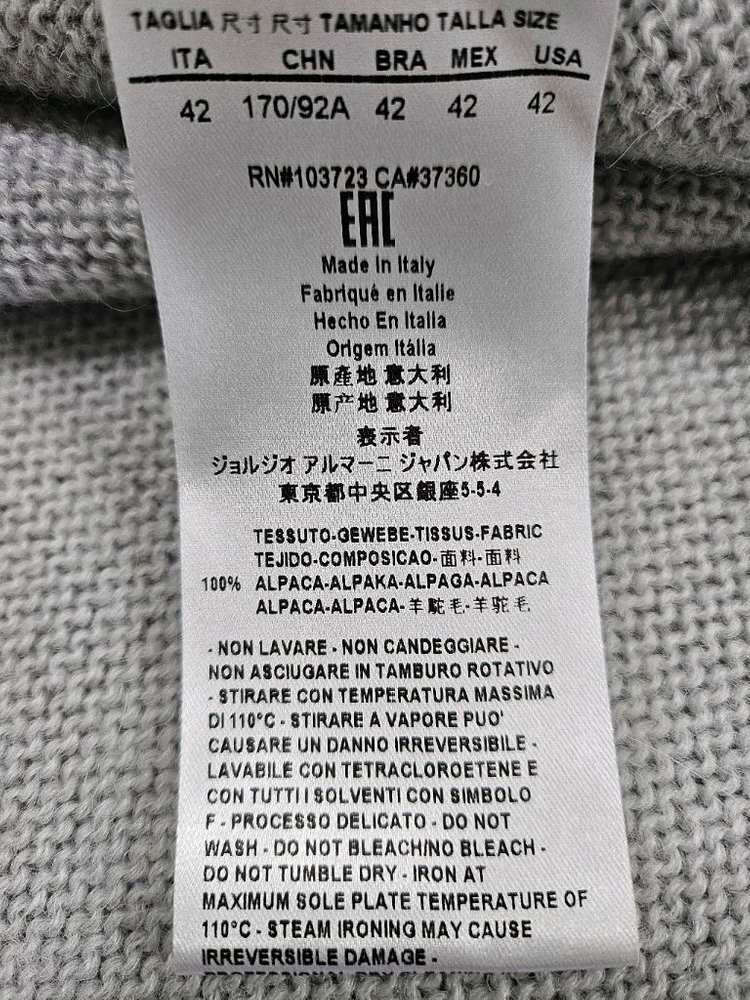 TAGLIA 尺寸 尺寸 TAMANHO TALLA SIZE
ITA CHN BRA MEX USA
42 170/92A 42 42 42
RN#103723 CA#37360
EAC
Made in Italy
Fabriqué en Italie
Hecho En Italia
Origem Itália
原產地 意大利
原产地 意大利
表示者
ジョルジオ アルマーニ ジャパン株式会社
東京都中央区銀座5-5-4
TESSUTO-GEWEBE-TISSUS-FABRIC
TEJIDO-COMPOSICAO-面料-面料
100% ALPACA-ALPAKA-ALPAGA-ALPACA
ALPACA-ALPACA-羊駝毛-羊驼毛
- NON LAVARE - NON CANDEGGIARE -
NON ASCIUGARE IN TAMBURO ROTATIVO
- STIRARE CON TEMPERATURA MASSIMA
DI 110°C - STIRARE A VAPORE PUO'
CAUSARE UN DANNO IRREVERSIBILE -
LAVABILE CON TETRACLOROETENE E
CON TUTTI I SOLVENTI CON SIMBOLO
F - PROCESSO DELICATO - DO NOT
WASH - DO NOT BLEACH/NO BLEACH -
DO NOT TUMBLE DRY - IRON AT
MAXIMUM SOLE PLATE TEMPERATURE OF
110°C - STEAM IRONING MAY CAUSE
IRREVERSIBLE DAMAGE -